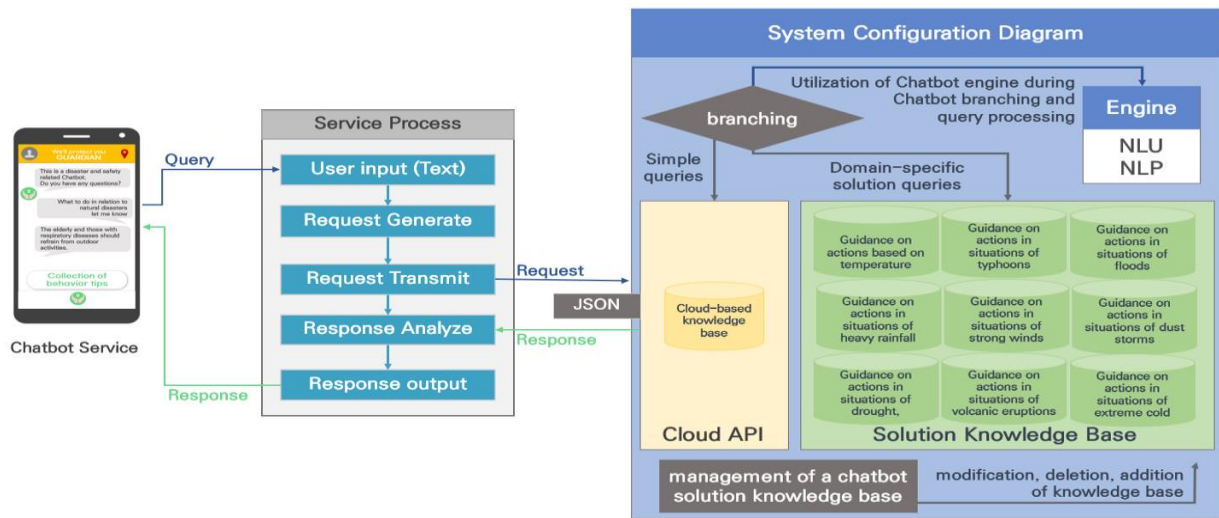 We'll protect you
GUARDIAN
This is a disaster and safety
related Chatbot.
Do you have any questions?
What to do in relation to
natural disasters
let me know
The elderly and those with
respiratory diseases should
refrain from outdoor
activities.
Collection of
behavior tips
Chatbot Service
Query
Response
Service Process
User input (Text)
Request Generate
Request Transmit
Response Analyze
Response output
Request
JSON
Response
System Configuration Diagram
branching
Utilization of Chatbot engine during
Chatbot branching and
query processing
Engine
NLU
NLP
Simple
queries
Domain-specific
solution queries
Cloud-based
knowledge
base
Cloud API
Guidance on
actions based on
temperature
Guidance on
actions in
situations of
typhoons
Guidance on
actions in
situations of
floods
Guidance on
actions in
situations of
heavy rainfall
Guidance on
actions in
situations of
strong winds
Guidance on
actions in
situations of dust
storms
Guidance on
actions in
situations of
drought,
Guidance on
actions in
situations of
volcanic eruptions
Guidance on
actions in
situations of
extreme cold
Solution Knowledge Base
management of a chatbot
solution knowledge base
modification, deletion, addition
of knowledge base